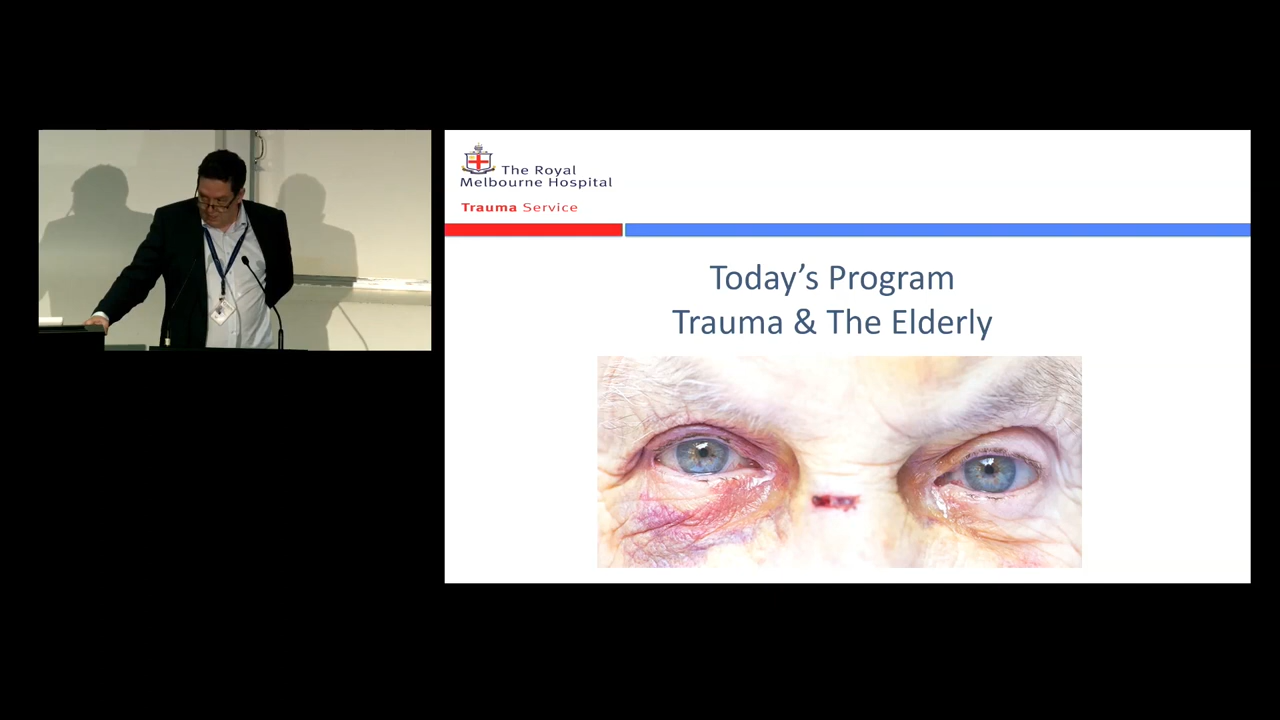 The Royal
Melbourne Hospital
Trauma Service
Today's Program
Trauma & The Elderly